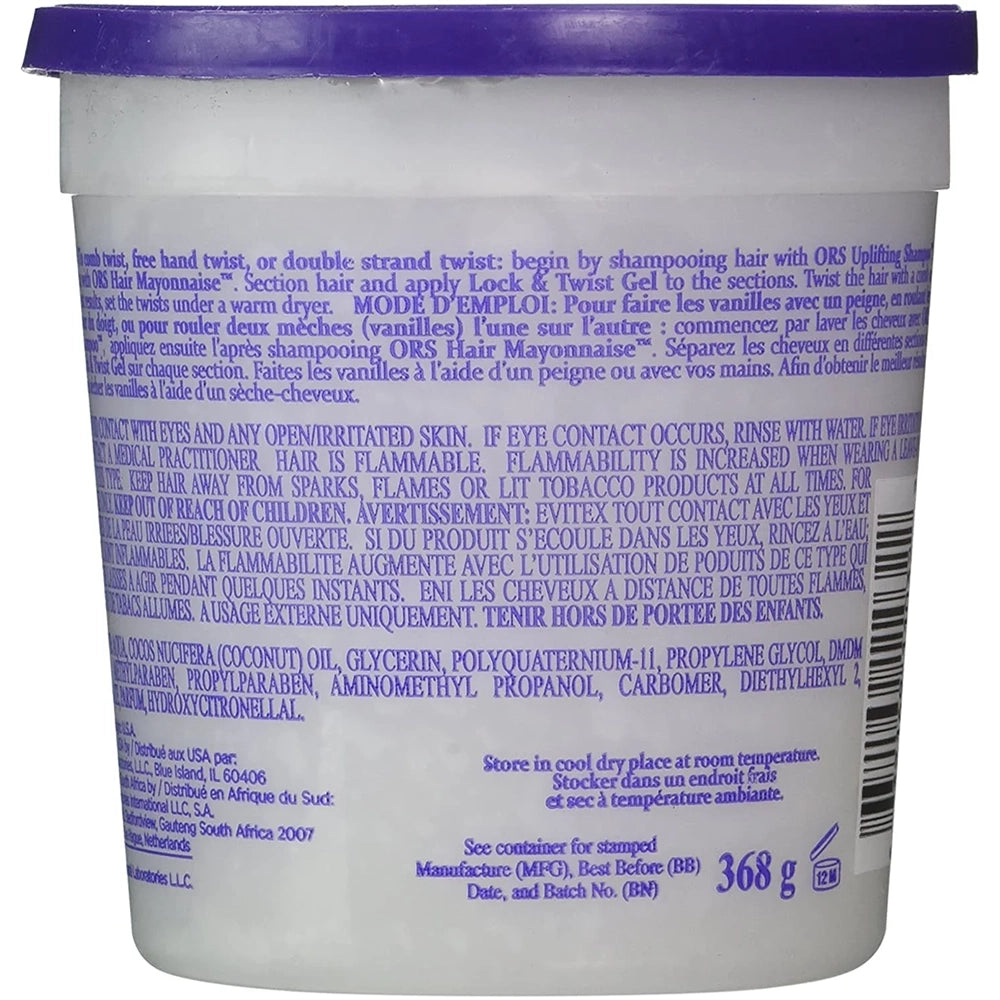 comb twist, free hand twist, or double strand twist: begin by shampooing hair with ORS Uplifting
with ORS Hair Mayonnaise™. Section hair and apply Lock & Twist Gel to the sections. Twist the hair with a
results, set the twists under a warm dryer. MODE D'EMPLOI: Pour faire les vanilles avec un peigne, en
doigt, ou pour rouler deux mèches (vanilles) l'une sur l'autre : commencez par laver les cheveux avec
appliquez ensuite l'après shampooing ORS Hair Mayonnaise™. Séparez les cheveux en différentes
Twist Gel sur chaque section. Faites les vanilles à l'aide d'un peigne ou avec vos mains. Afin d'obtenir le meilleur
les vanilles à l'aide d'un sèche-cheveux.
CONTACT WITH EYES AND ANY OPEN/IRRITATED SKIN. IF EYE CONTACT OCCURS, RINSE WITH WATER. IF EYE
A MEDICAL PRACTITIONER HAIR IS FLAMMABLE. FLAMMABILITY IS INCREASED WHEN WEARING A
TYPE. KEEP HAIR AWAY FROM SPARKS, FLAMES OR LIT TOBACCO PRODUCTS AT ALL TIMES. FOR
KEEP OUT OF REACH OF CHILDREN. AVERTISSEMENT: EVITEX TOUT CONTACT AVEC LES YEUX ET
LA PEAU IRRIEES/BLESSURE OUVERTE. SI DU PRODUIT S'ECOULE DANS LES YEUX, RINCEZ A L'EAU;
INFLAMMABLES. LA FLAMMABILITE AUGMENTE AVEC L'UTILISATION DE PODUITS DE CE TYPE QUI
A AGIR PENDANT QUELQUES INSTANTS. ENI LES CHEVEUX A DISTANCE DE TOUTES FLAMMES,
TABACS ALLUMES. A USAGE EXTERNE UNIQUEMENT. TENIR HORS DE PORTEE DES ENFANTS.
COCOS NUCIFERA (COCONUT) OIL, GLYCERIN, POLYQUATERNIUM-11, PROPYLENE GLYCOL, DMDM
PROPYLPARABEN, AMINOMETHYL PROPANOL, CARBOMER, DIETHYLHEXYL 2,
HYDROXYCITRONELLAL.
USA
by / Distribué aux USA par:
L.L.C., Blue Island, IL 60406
Africa by / Distribué en Afrique du Sud:
International LLC, S.A.
Gauteng South Africa 2007
Netherlands
Laboratories L.L.C.
Store in cool dry place at room temperature.
Stocker dans un endroit frais
et sec à température ambiante.
See container for stamped
Manufacture (MFG), Best Before (BB)
Date, and Batch No. (BN)
368 g
12 M